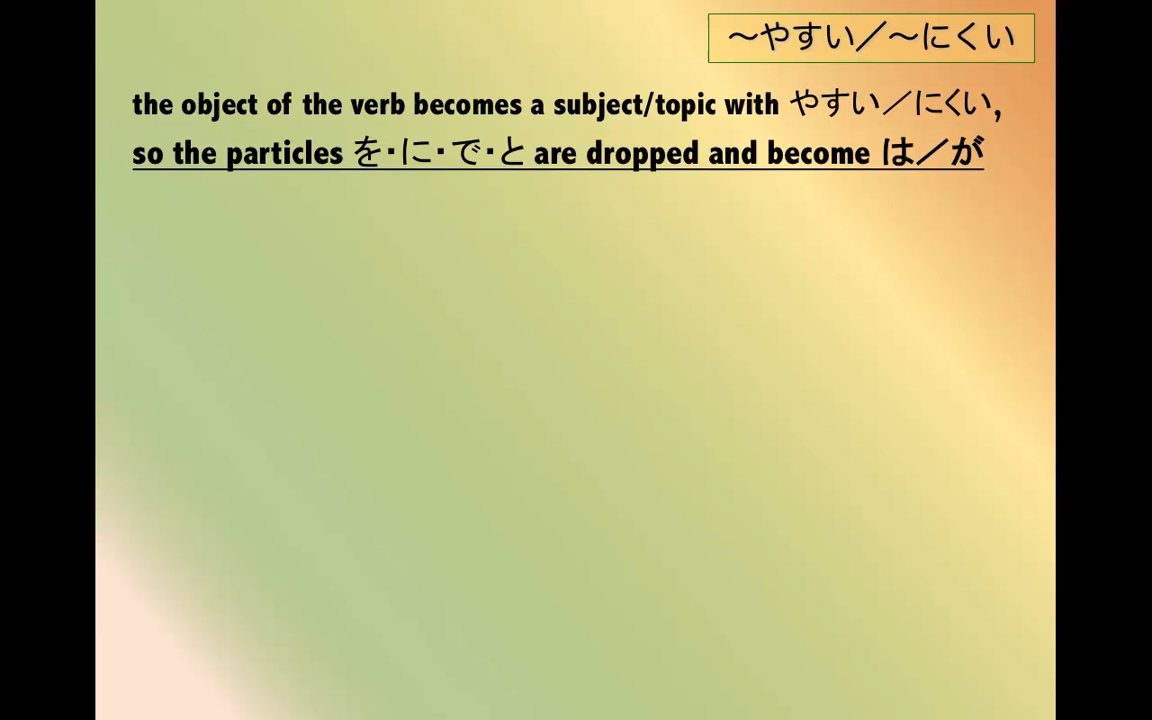 ～やすい／～にくい
the object of the verb becomes a subject/topic with やすい／にくい,
so the particles を・に・で・と are dropped and become は／が